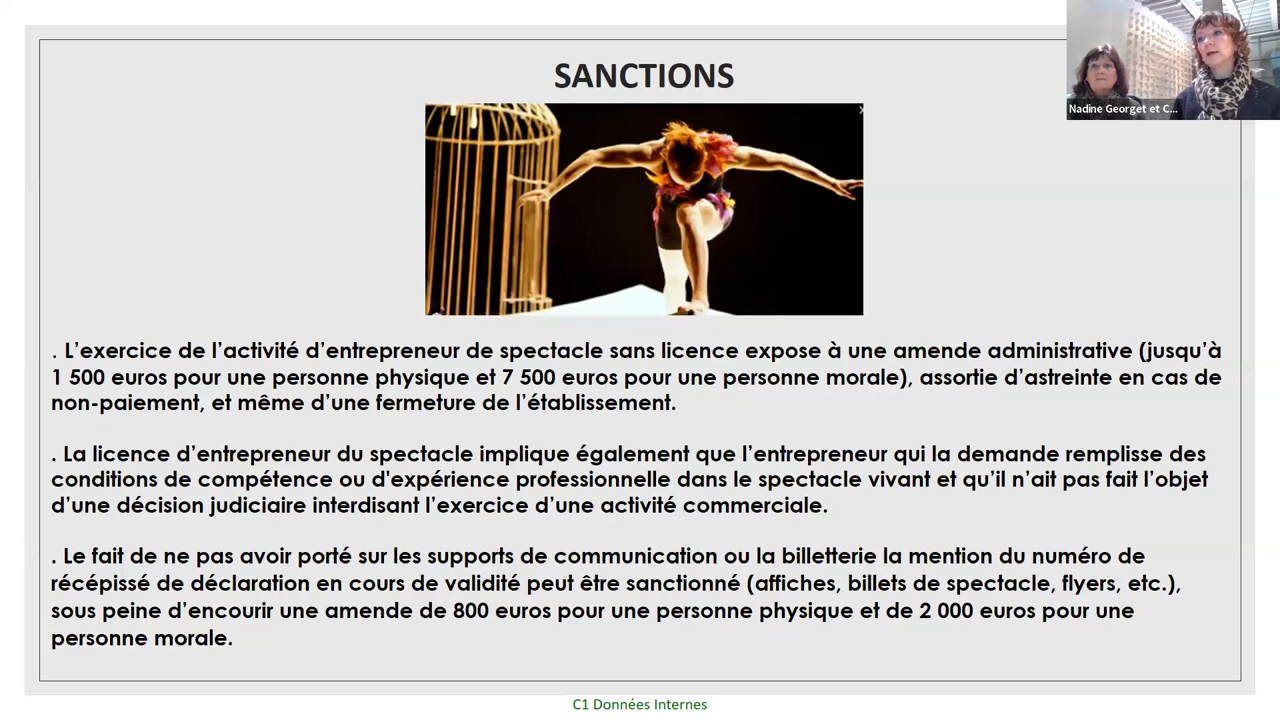 SANCTIONS
Nadine Georget et C...
. L’exercice de l’activité d’entrepreneur de spectacle sans licence expose à une amende administrative (jusqu’à
1 500 euros pour une personne physique et 7 500 euros pour une personne morale), assortie d’astreinte en cas de
non-paiement, et même d’une fermeture de l’établissement.
. La licence d’entrepreneur du spectacle implique également que l’entrepreneur qui la demande remplisse des
conditions de compétence ou d'expérience professionnelle dans le spectacle vivant et qu’il n’ait pas fait l’objet
d’une décision judiciaire interdisant l’exercice d’une activité commerciale.
. Le fait de ne pas avoir porté sur les supports de communication ou la billetterie la mention du numéro de
récépissé de déclaration en cours de validité peut être sanctionné (affiches, billets de spectacle, flyers, etc.),
sous peine d’encourir une amende de 800 euros pour une personne physique et de 2 000 euros pour une
personne morale.
C1 Données Internes